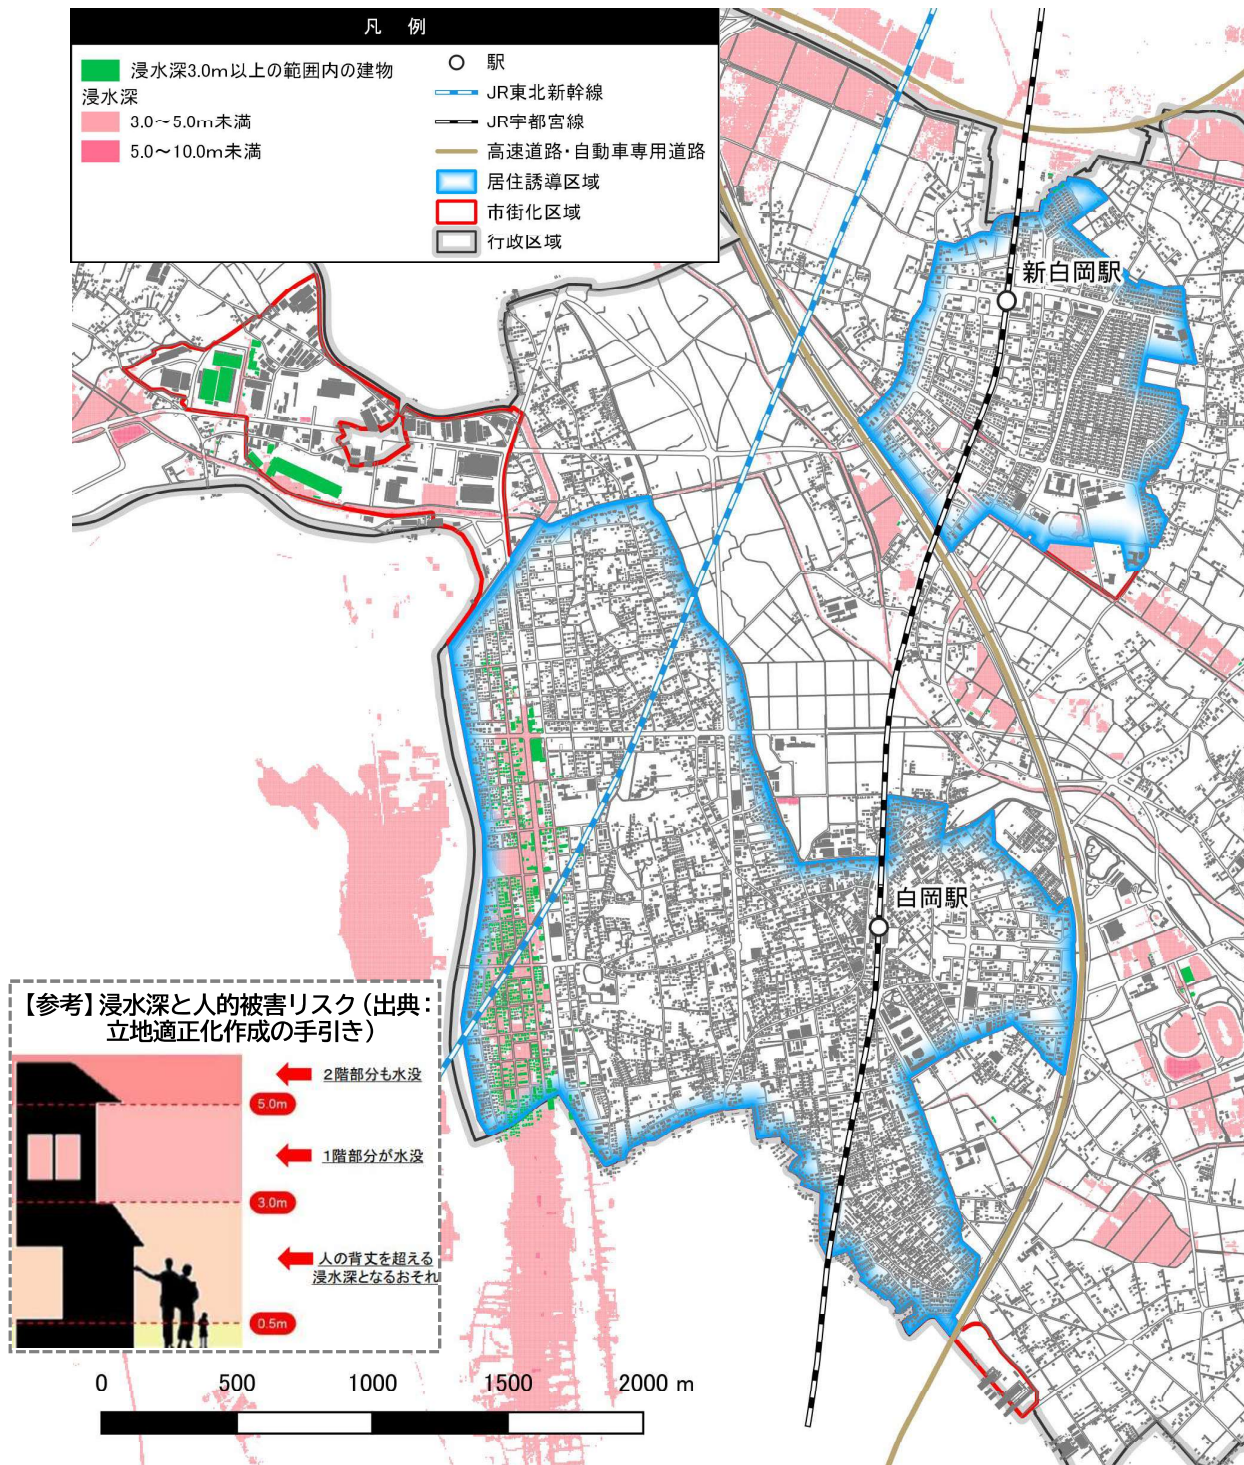 凡 例
浸水深3.0m以上の範囲内の建物
浸水深
3.0～5.0m未満
5.0～10.0m未満
駅
JR東北新幹線
JR宇都宮線
高速道路・自動車専用道路
居住誘導区域
市街化区域
行政区域
新白岡駅
白岡駅
【参考】浸水深と人的被害リスク（出典：
立地適正化作成の手引き）
2階部分も水没
5.0m
1階部分が水没
3.0m
人の背丈を超える
浸水深となるおそれ
0.5m
0 500 1000 1500 2000 m